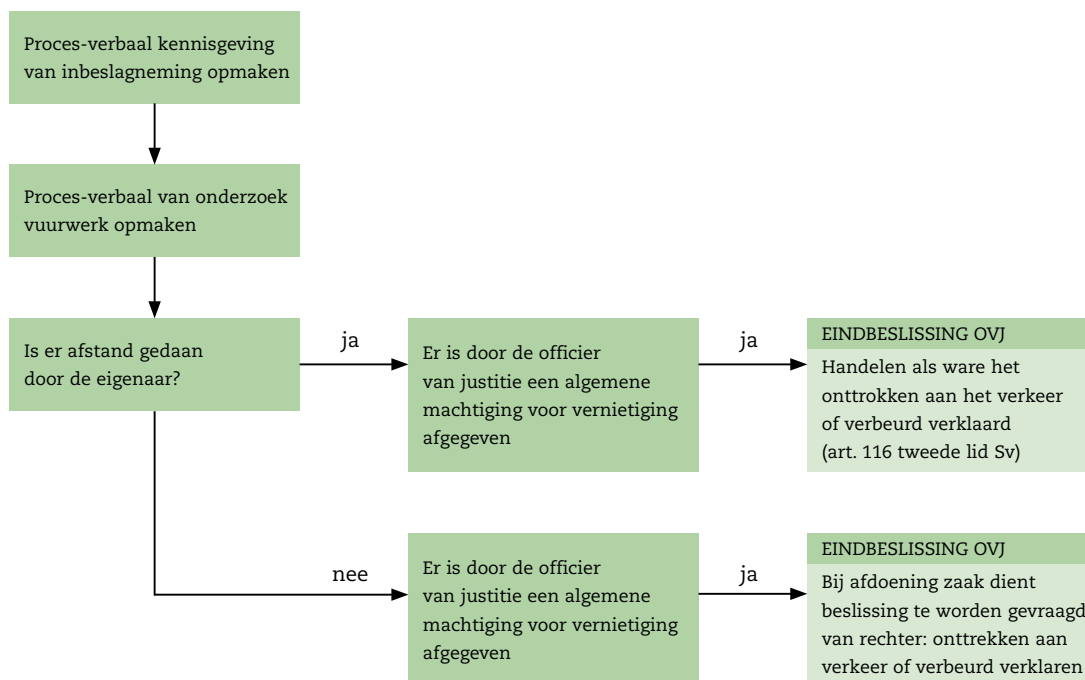 Proces-verbaal kennisgeving
van inbeslagneming opmaken
Proces-verbaal van onderzoek
vuurwerk opmaken
Is er afstand gedaan
door de eigenaar?
ja
Er is door de officier
van justitie een algemene
machtiging voor vernietiging
afgegeven
ja
EINDBESLISSING OVJ
Handelen als ware het
onttrokken aan het verkeer
of verbeurd verklaard
(art. 116 tweede lid Sv)
nee
Er is door de officier
van justitie een algemene
machtiging voor vernietiging
afgegeven
ja
EINDBESLISSING OVJ
Bij afdoening zaak dient
beslissing te worden gevraagd
van rechter: onttrekken aan
verkeer of verbeurd verklaren